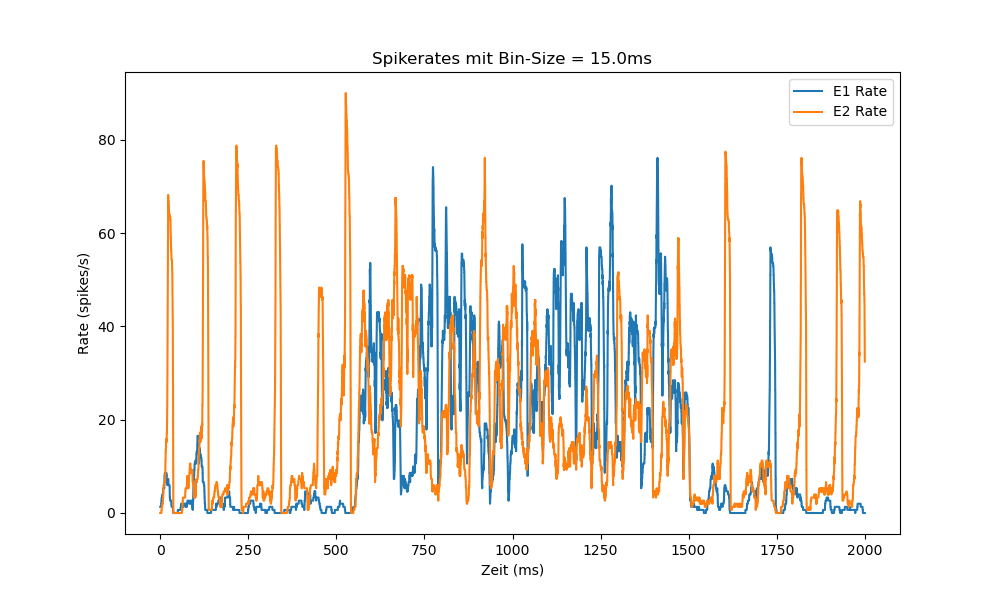 Spikerates mit Bin-Size = 15.0ms
E1 Rate
E2 Rate
Rate (spikes/s)
80
60
40
20
0
0 250 500 750 1000 1250 1500 1750 2000
Zeit (ms)